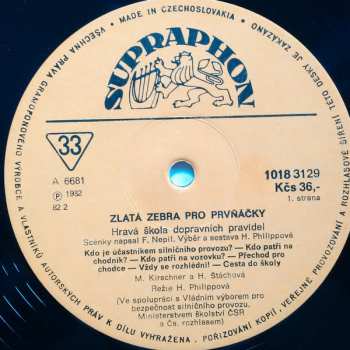 VŠECHNA PRÁVA GRAMOFONOVÉHO VÝROBCE A VLASTNÍKŮ AUTORSKÝCH PRÁV K DÍLU VYHRAŽENA. POŘIZOVÁNÍ KOPIÍ, VEŘEJNÉ PROVOZOVÁNÍ A ROZHLASOVÉ ŠÍŘENÍ TÉTO DESKY JE ZAKÁZÁNO
• MADE IN CZECHOSLOVAKIA •
SUPRAPHON
33
A 6681
Ⓟ 1982
82 2
1018 3129
Kčs 36,-
1. strana
ZLATÁ ZEBRA PRO PRVŇÁČKY
Hravá škola dopravních pravidel
Scénky napsal F. Nepil. Výběr a sestava H. Philippová
Kdo je účastníkem silničního provozu? — Kdo patří na
chodník? — Kdo patří na vozovku? — Přechod pro
chodce — Vždy se rozhlédni! — Cesta do školy
M. Kirschner a H. Šťáchová
Režie H. Philippová
(Ve spolupráci s Vládním výborem pro
bezpečnost silničního provozu ČSR,
Ministerstvem školství ČSR
a Čs. rozhlasem)